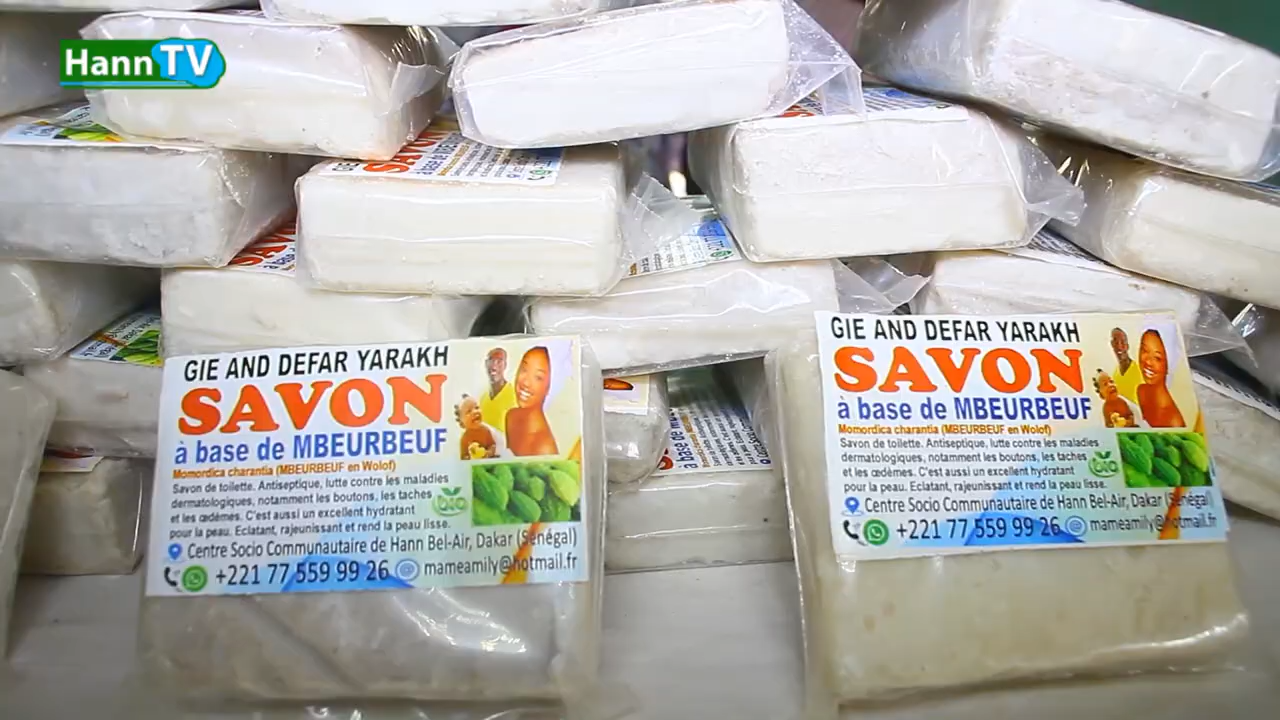 HannTV
GIE AND DEFAR YARAKH
SAVON
à base de MBEURBEUF
Momordica charantia (MBEURBEUF en Wolof)
Savon de toilette. Antiseptique, lutte contre les maladies
dermatologiques, notamment les boutons, les taches
et les œdèmes. C'est aussi un excellent hydratant
pour la peau. Eclatant, rajeunissant et rend la peau lisse.
bio
Centre Socio Communautaire de Hann Bel-Air, Dakar (Sénégal)
+221 77 559 99 26 mameamily@hotmail.fr
GIE AND DEFAR YARAKH
SAVON
à base de MBEURBEUF
Momordica charantia (MBEURBEUF en Wolof)
Savon de toilette. Antiseptique, lutte contre les maladies
dermatologiques, notamment les boutons, les taches
et les œdèmes. C'est aussi un excellent hydratant
pour la peau. Eclatant, rajeunissant et rend la peau lisse.
bio
Centre Socio Communautaire de Hann Bel-Air, Dakar (Sénégal)
+221 77 559 99 26 mameamily@hotmail.fr